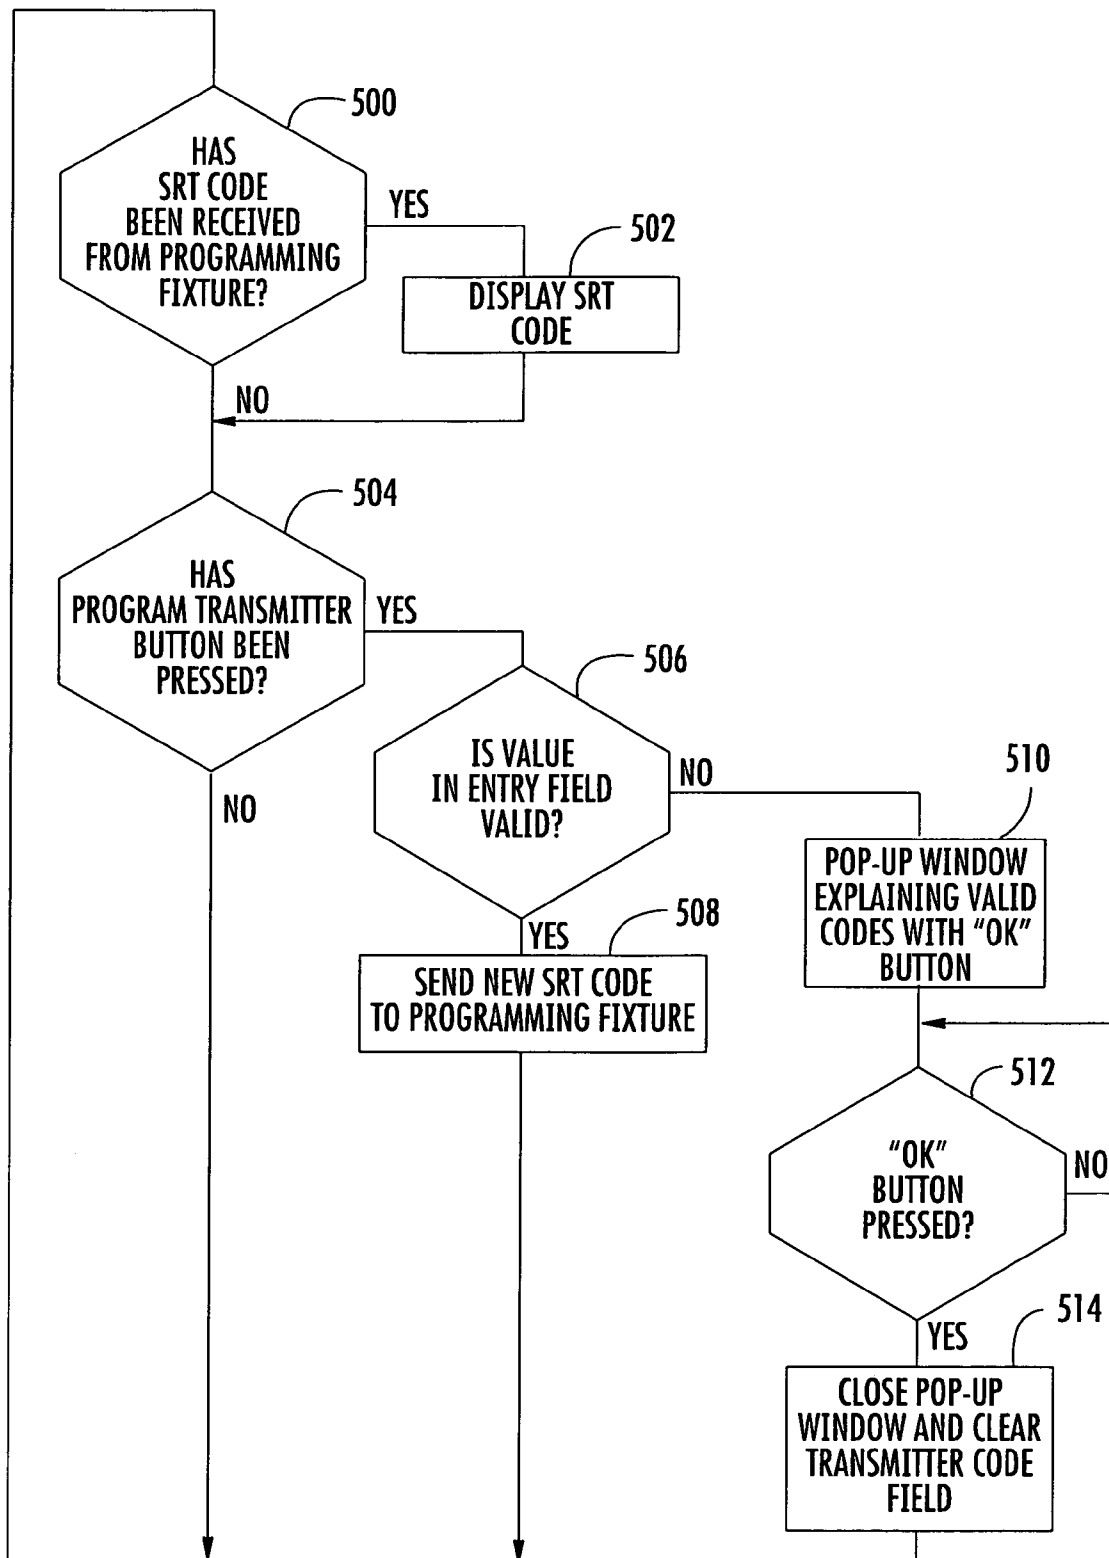 500
HAS
SRT CODE
BEEN RECEIVED
FROM PROGRAMMING
FIXTURE?
YES
502
DISPLAY SRT
CODE
NO
504
HAS
PROGRAM TRANSMITTER
BUTTON BEEN
PRESSED?
YES
506
IS VALUE
IN ENTRY FIELD
VALID?
NO
510
NO
POP-UP WINDOW
EXPLAINING VALID
CODES WITH “OK”
BUTTON
508
YES
SEND NEW SRT CODE
TO PROGRAMMING FIXTURE
512
“OK”
BUTTON
PRESSED?
NO
YES
514
CLOSE POP-UP
WINDOW AND CLEAR
TRANSMITTER CODE
FIELD